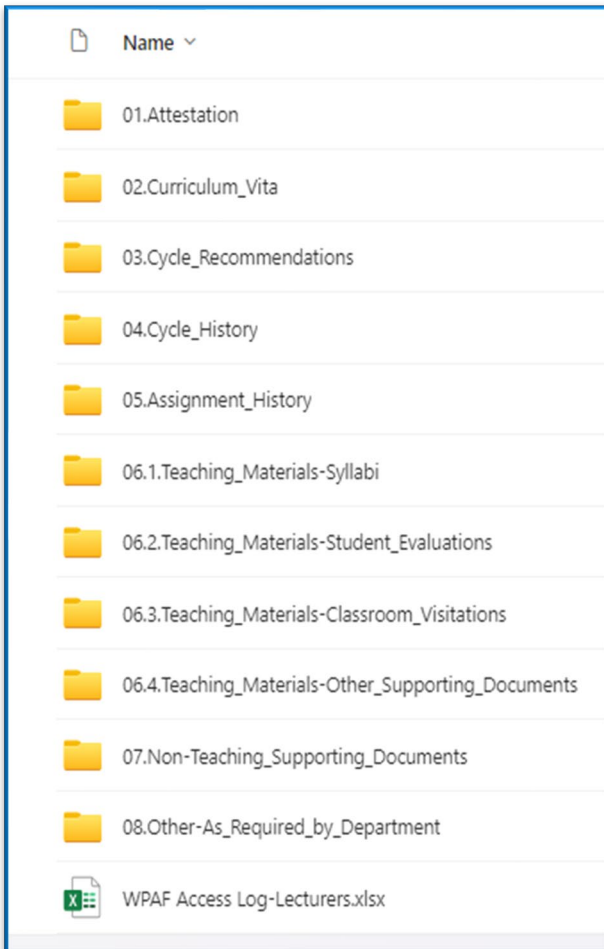 Name
01.Attestation
02.Curriculum_Vita
03.Cycle_Recommendations
04.Cycle_History
05.Assignment_History
06.1.Teaching_Materials-Syllabi
06.2.Teaching_Materials-Student_Evaluations
06.3.Teaching_Materials-Classroom_Visitations
06.4.Teaching_Materials-Other_Supporting_Documents
07.Non-Teaching_Supporting_Documents
08.Other-As_Required_by_Department
WPAF Access Log-Lecturers.xlsx